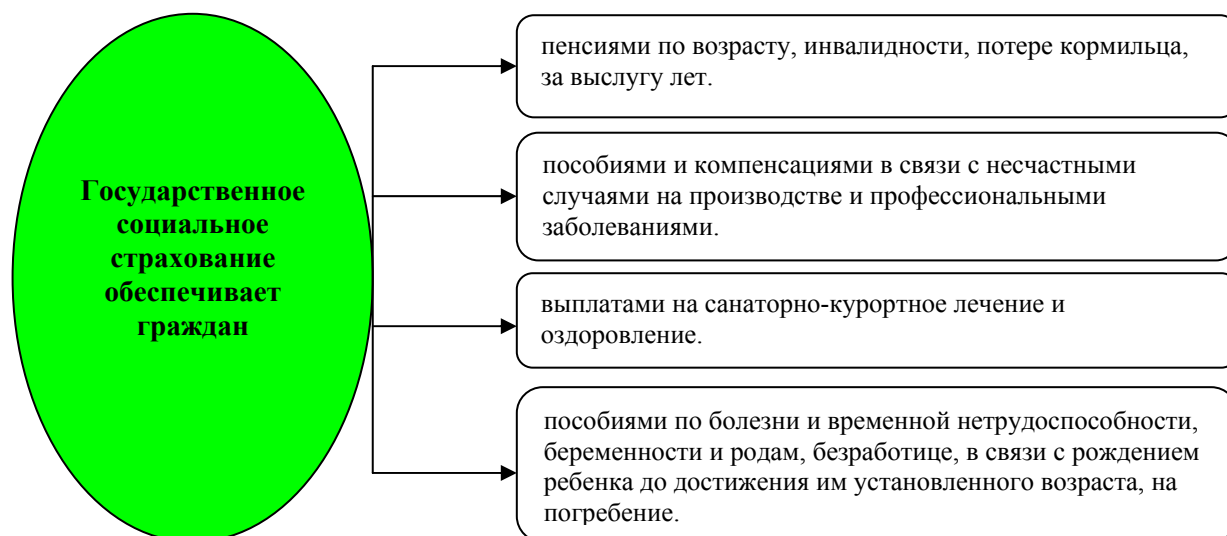 Государственное
социальное
страхование
обеспечивает
граждан
пенсиями по возрасту, инвалидности, потере кормильца,
за выслугу лет.
пособиями и компенсациями в связи с несчастными
случаями на производстве и профессиональными
заболеваниями.
выплатами на санаторно-курортное лечение и
оздоровление.
пособиями по болезни и временной нетрудоспособности,
беременности и родам, безработице, в связи с рождением
ребенка до достижения им установленного возраста, на
погребение.